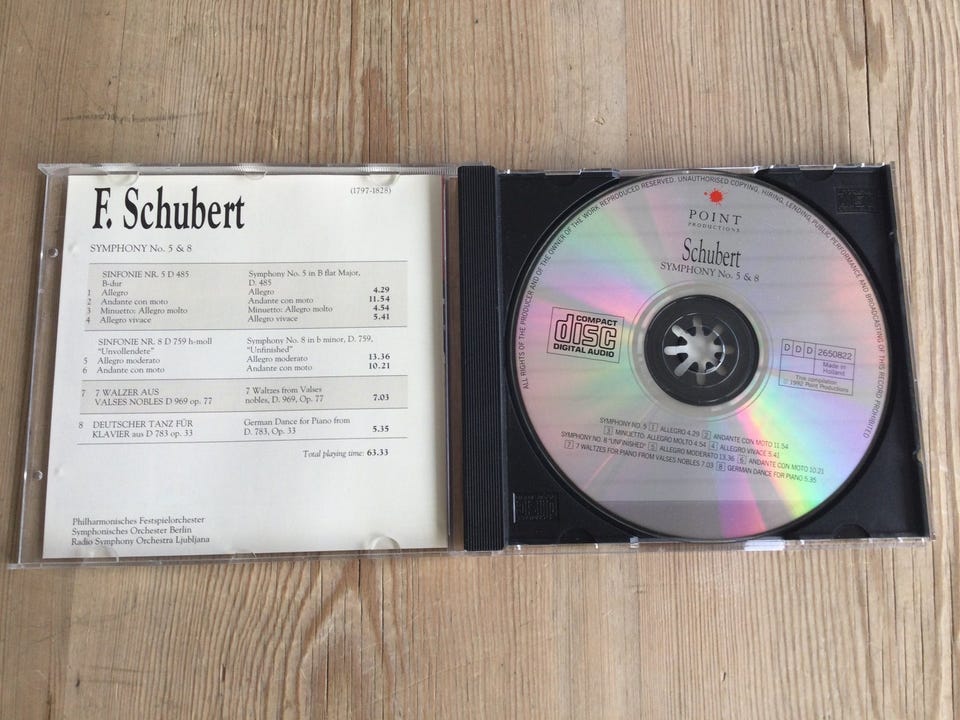 F. Schubert
(1797-1828)
SYMPHONY No. 5 & 8
SINFONIE NR. 5 D 485 Symphony No. 5 in B flat Major,
B-dur D. 485
1 Allegro Allegro 4.29
2 Andante con moto Andante con moto 11.54
3 Minuetto: Allegro molto Minuetto: Allegro molto 4.54
4 Allegro vivace Allegro vivace 5.41
SINFONIE NR. 8 D 759 h-moll Symphony No. 8 in b minor, D. 759,
"Unvollendete" "Unfinished"
5 Allegro moderato Allegro moderato 13.36
6 Andante con moto Andante con moto 10.21
7 7 WALZER AUS 7 Waltzes from Valses
VALSES NOBLES D 969 op. 77 nobles, D. 969, Op. 77 7.03
8 DEUTSCHER TANZ FÜR German Dance for Piano from
KLAVIER aus D 783 op. 33 D. 783, Op. 33 5.35
Total playing time: 63.33
Philharmonisches Festspielorchester
Symphonisches Orchester Berlin
Radio Symphony Orchestra Ljubljana
ALL RIGHTS OF THE PRODUCER AND OF THE OWNER OF THE WORK REPRODUCED RESERVED. UNAUTHORISED COPYING, HIRING, LENDING, PUBLIC PERFORMANCE AND BROADCASTING OF THIS RECORD PROHIBITED
POINT
PRODUCTIONS
Schubert
SYMPHONY No. 5 & 8
COMPACT
disc
DIGITAL AUDIO
D D D 2650822
Made in
Holland
This compilation
© 1992 Point Productions
SYMPHONY NO. 5 1 ALLEGRO 4.29 2 ANDANTE CON MOTO 11.54
3 MINUETTO: ALLEGRO MOLTO 4.54 4 ALLEGRO VIVACE 5.41
SYMPHONY NO. 8 "UNFINISHED" 5 ALLEGRO MODERATO 13.36 6 ANDANTE CON MOTO 10.21
7 7 WALTZES FOR PIANO FROM VALSES NOBLES 7.03 8 GERMAN DANCE FOR PIANO 5.35